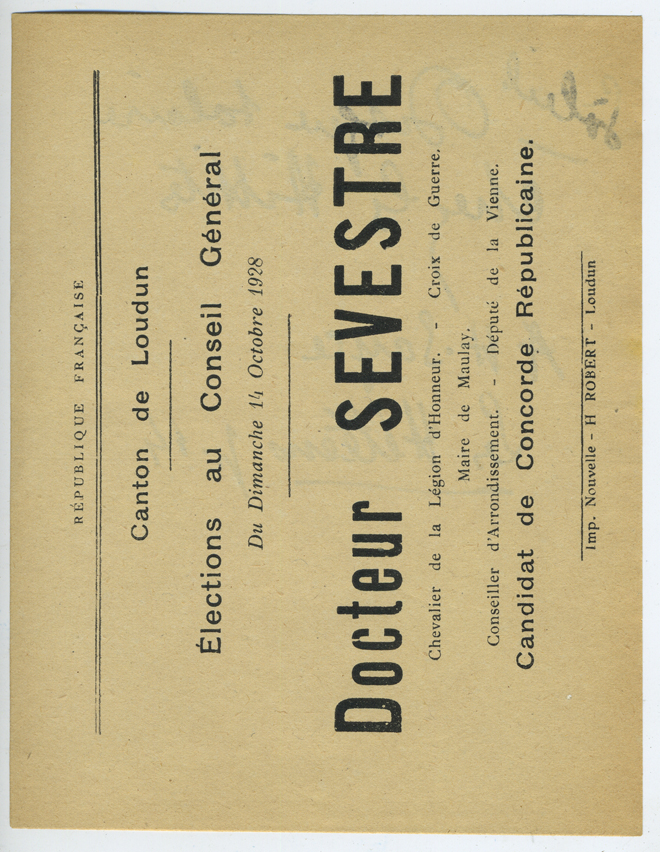 RÉPUBLIQUE FRANÇAISE
Canton de Loudun
Élections au Conseil Général
Du Dimanche 14 Octobre 1928
Docteur SEVESTRE
Chevalier de la Légion d'Honneur. - Croix de Guerre.
Maire de Maulay.
Conseiller d'Arrondissement. - Député de la Vienne.
Candidat de Concorde Républicaine.
Imp. Nouvelle - H ROBERT - Loudun